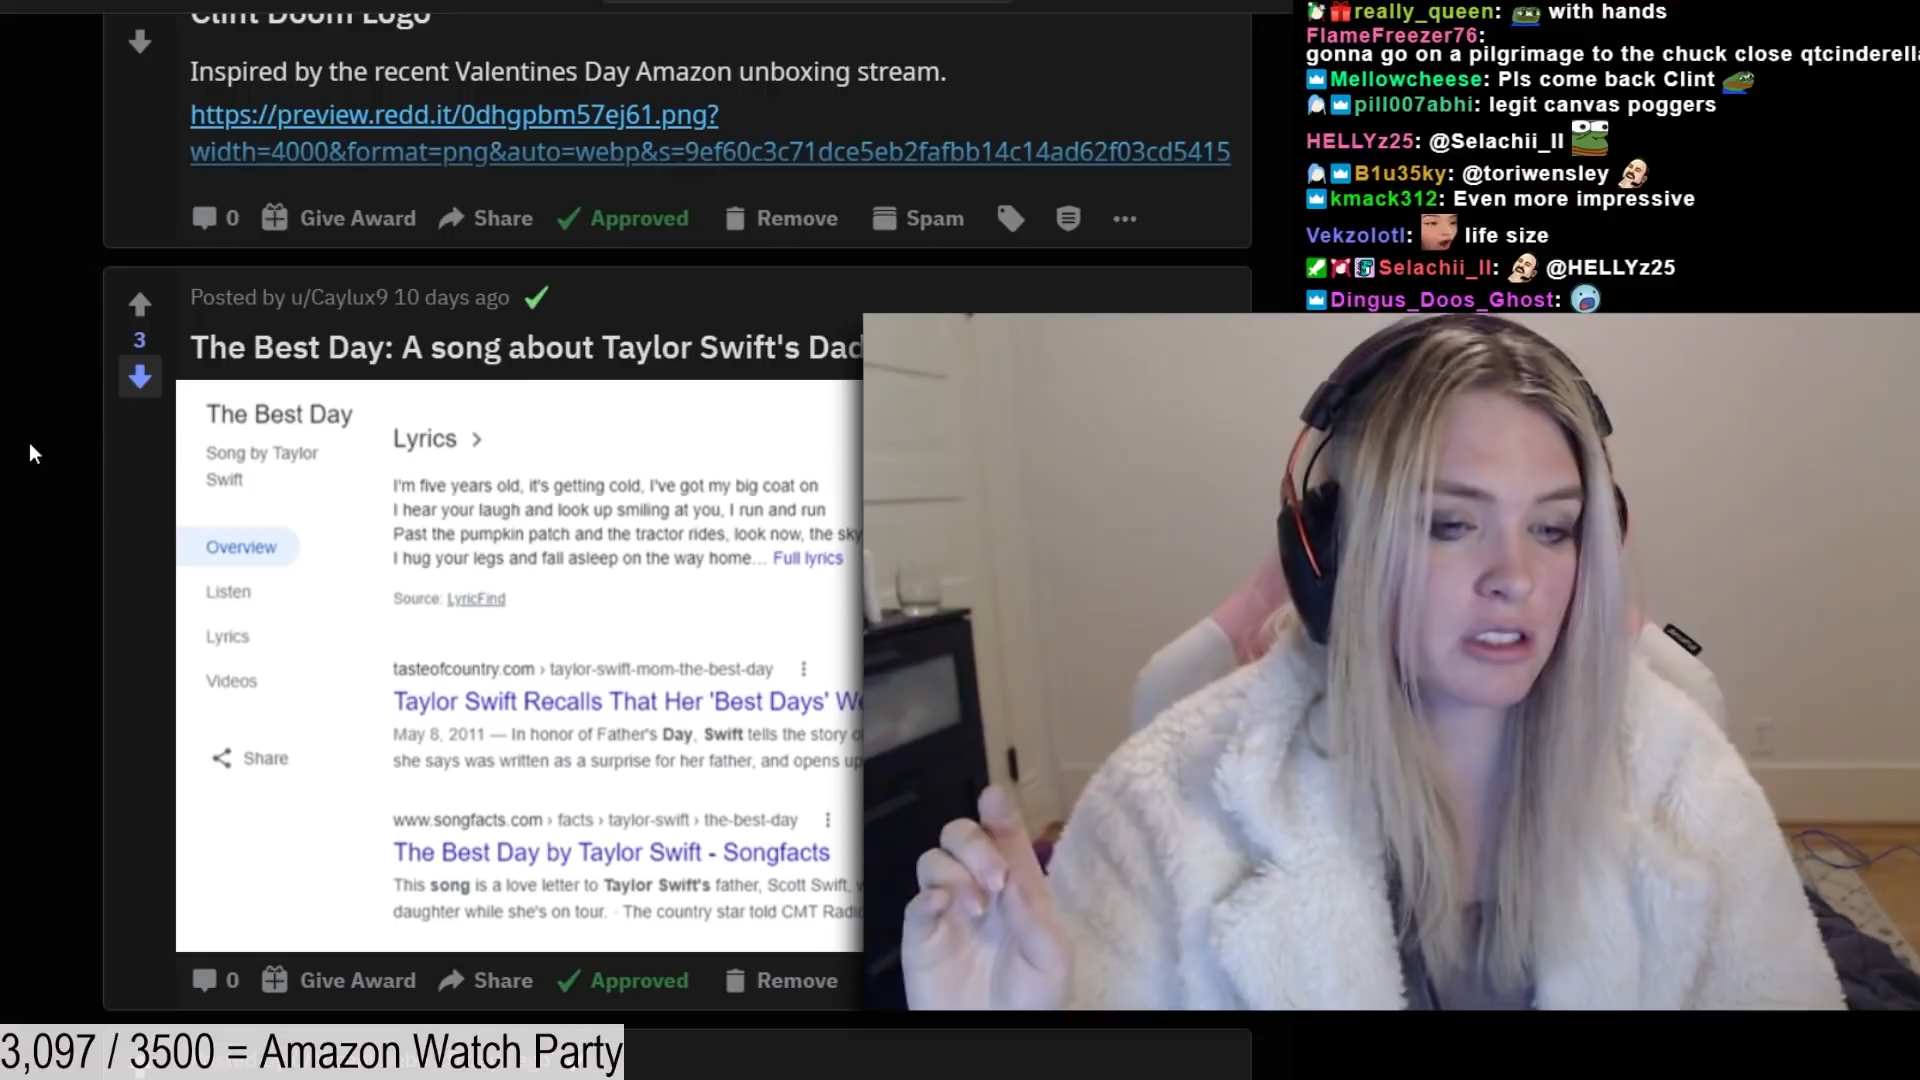 Clint Doom Logo
Inspired by the recent Valentines Day Amazon unboxing stream.
https://preview.redd.it/0dhgpbm57ej61.png?
width=4000&format=png&auto=webp&s=9ef60c3c71dce5eb2fafbb14c14ad62f03cd5415
0 Give Award Share Approved Remove Spam
Posted by u/Caylux9 10 days ago
3
The Best Day: A song about Taylor Swift's Dad
The Best Day
Song by Taylor
Swift
Overview
Listen
Lyrics
Videos
Share
Lyrics >
I'm five years old, it's getting cold, I've got my big coat on
I hear your laugh and look up smiling at you, I run and run
Past the pumpkin patch and the tractor rides, look now, the sky
I hug your legs and fall asleep on the way home... Full lyrics
Source: LyricFind
tasteofcountry.com › taylor-swift-mom-the-best-day
Taylor Swift Recalls That Her 'Best Days' We
May 8, 2011 — In honor of Father's Day, Swift tells the story o
she says was written as a surprise for her father, and opens up
www.songfacts.com › facts › taylor-swift › the-best-day
The Best Day by Taylor Swift - Songfacts
This song is a love letter to Taylor Swift's father, Scott Swift,
daughter while she's on tour. · The country star told CMT Radio
0 Give Award Share Approved Remove
3,097 / 3500 = Amazon Watch Party
really_queen: with hands
FlameFreezer76:
gonna go on a pilgrimage to the chuck close qtcinderella
Mellowcheese: Pls come back Clint
pill007abhi: legit canvas poggers
HELLYz25: @Selachii_II
B1u35ky: @toriwensley
kmack312: Even more impressive
Vekzolotl: life size
Selachii_II: @HELLYz25
Dingus_Doos_Ghost: